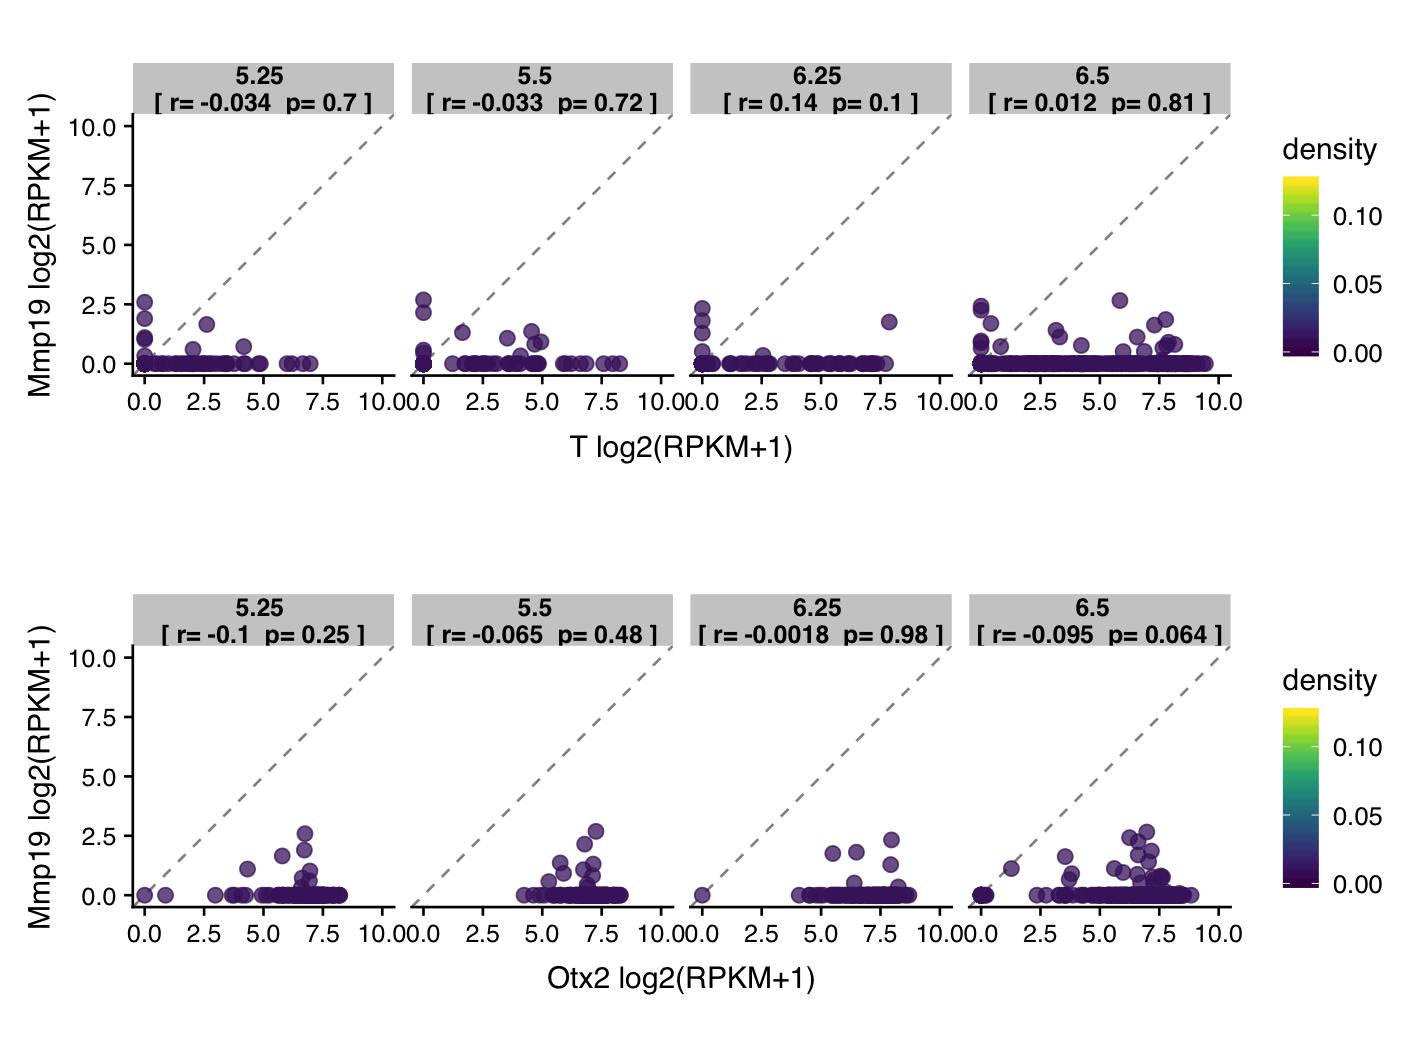 5.25 5.5 6.25 6.5
[ r= -0.034 p= 0.7 ] [ r= -0.033 p= 0.72 ] [ r= 0.14 p= 0.1 ] [ r= 0.012 p= 0.81 ]
Mmp19 log2(RPKM+1)
10.0
7.5
5.0
2.5
0.0
0.0 2.5 5.0 7.5 10.0 0.0 2.5 5.0 7.5 10.0 0.0 2.5 5.0 7.5 10.0 0.0 2.5 5.0 7.5 10.0
T log2(RPKM+1)
density
0.10
0.05
0.00
5.25 5.5 6.25 6.5
[ r= -0.1 p= 0.25 ] [ r= -0.065 p= 0.48 ] [ r= -0.0018 p= 0.98 ] [ r= -0.095 p= 0.064 ]
Mmp19 log2(RPKM+1)
10.0
7.5
5.0
2.5
0.0
0.0 2.5 5.0 7.5 10.0 0.0 2.5 5.0 7.5 10.0 0.0 2.5 5.0 7.5 10.0 0.0 2.5 5.0 7.5 10.0
Otx2 log2(RPKM+1)
density
0.10
0.05
0.00